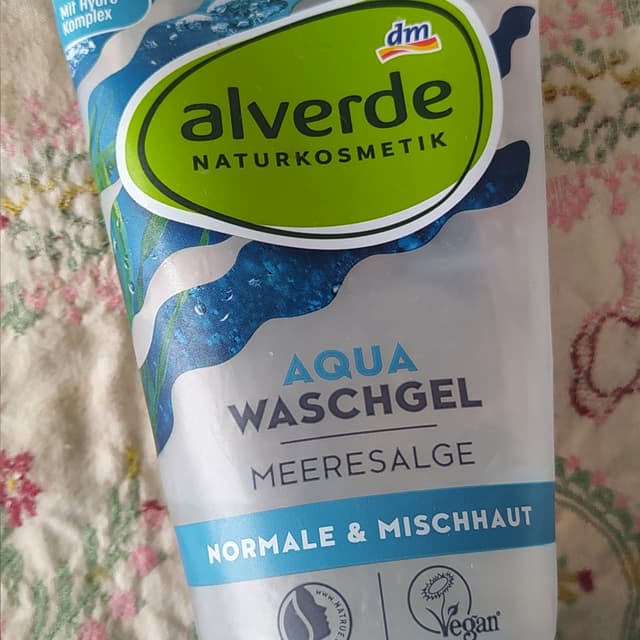 Mit Hydro
Komplex
dm
alverde
NATURKOSMETIK
AQUA
WASCHGEL
MEERESALGE
NORMALE & MISCHHAUT
Vegan